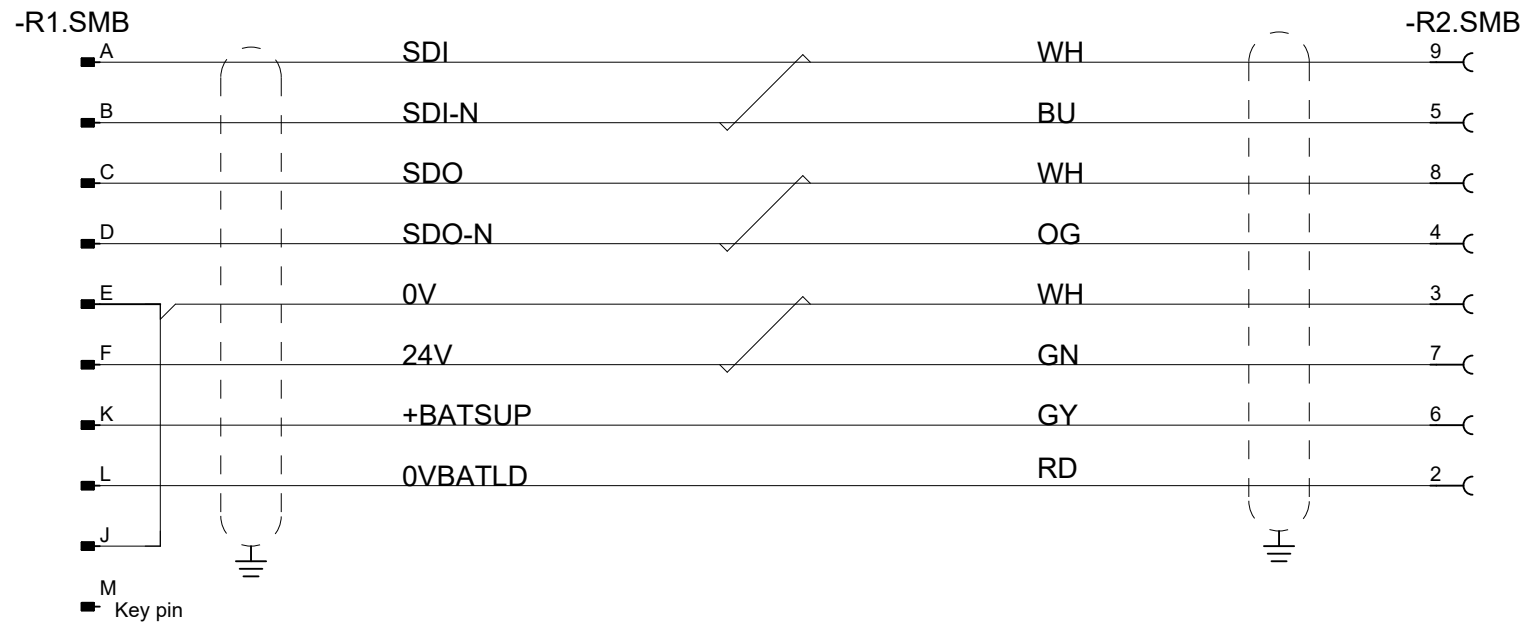 -R1.SMB -R2.SMB
A SDI WH 9
B SDI-N BU 5
C SDO WH 8
D SDO-N OG 4
E 0V WH 3
F 24V GN 7
K +BATSUP GY 6
L 0VBATLD RD 2
J
M
Key pin